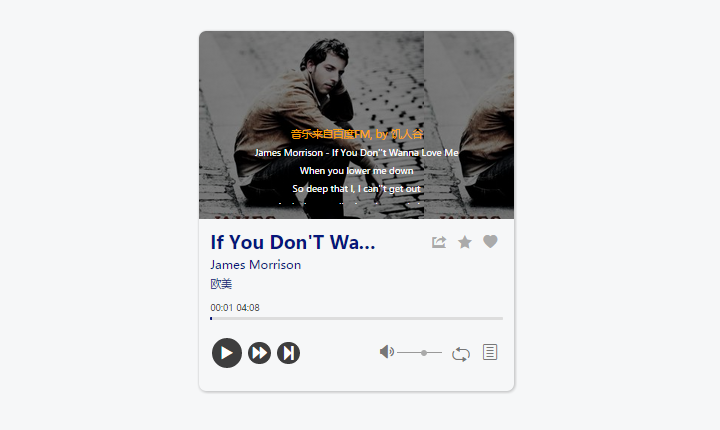 音乐来自百度FM, by 饥人谷
James Morrison - If You Don''t Wanna Love Me
When you lower me down
So deep that I, I can''t get out
If You Don'T Wa...
James Morrison
欧美
00:01 04:08